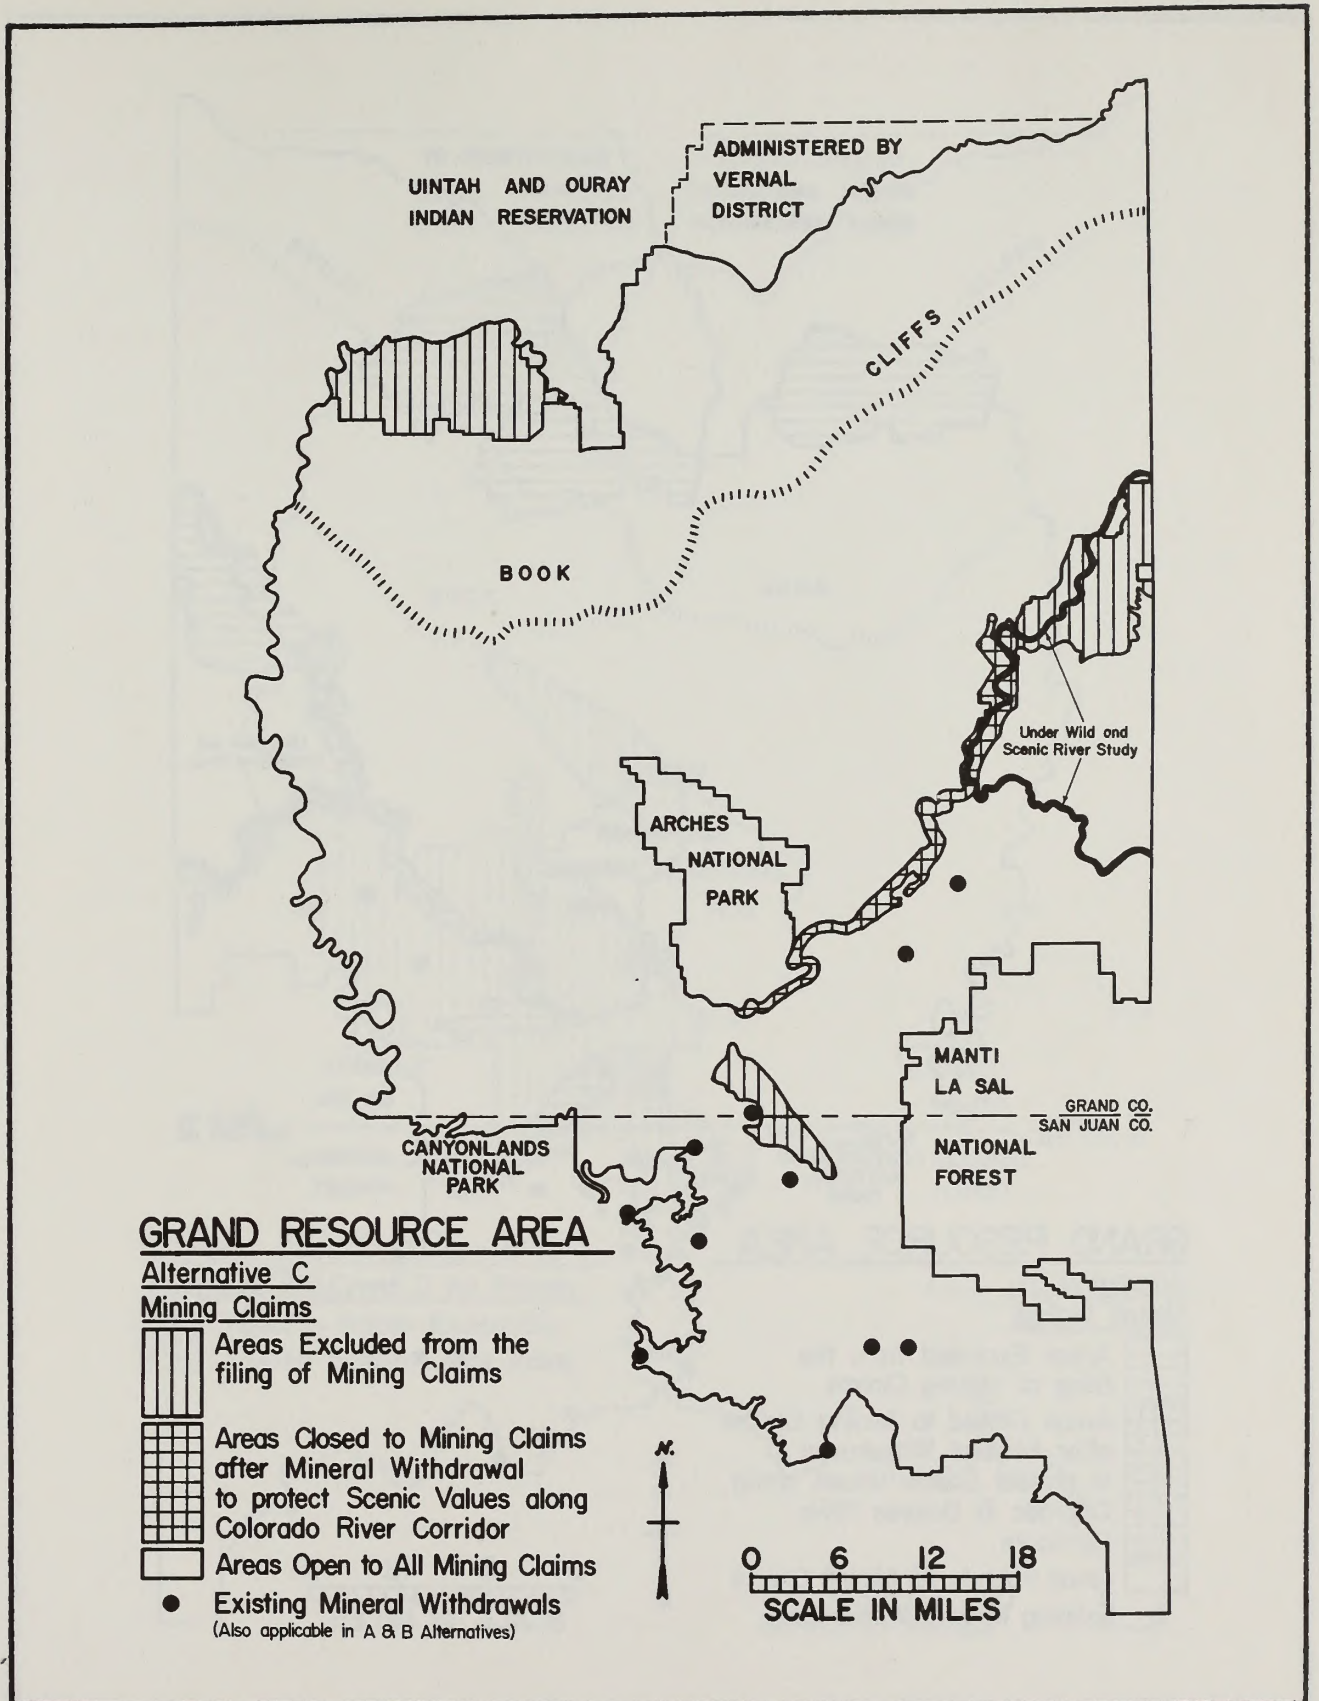 ADMINISTERED BY
VERNAL
DISTRICT
UINTAH AND OURAY
INDIAN RESERVATION
CLIFFS
BOOK
Under Wild and
Scenic River Study
ARCHES
NATIONAL
PARK
MANTI
LA SAL
GRAND CO.
SAN JUAN CO.
NATIONAL
FOREST
CANYONLANDS
NATIONAL
PARK
GRAND RESOURCE AREA
Alternative C
Mining Claims
Areas Excluded from the
filing of Mining Claims
Areas Closed to Mining Claims
after Mineral Withdrawal
to protect Scenic Values along
Colorado River Corridor
Areas Open to All Mining Claims
Existing Mineral Withdrawals
(Also applicable in A & B Alternatives)
N.
0 6 12 18
SCALE IN MILES